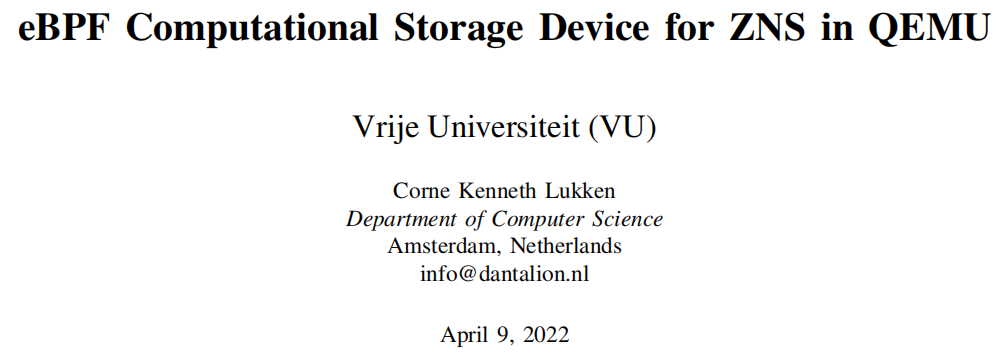 eBPF Computational Storage Device for ZNS in QEMU
Vrije Universiteit (VU)
Corne Kenneth Lukken
Department of Computer Science
Amsterdam, Netherlands
info@dantalion.nl
April 9, 2022